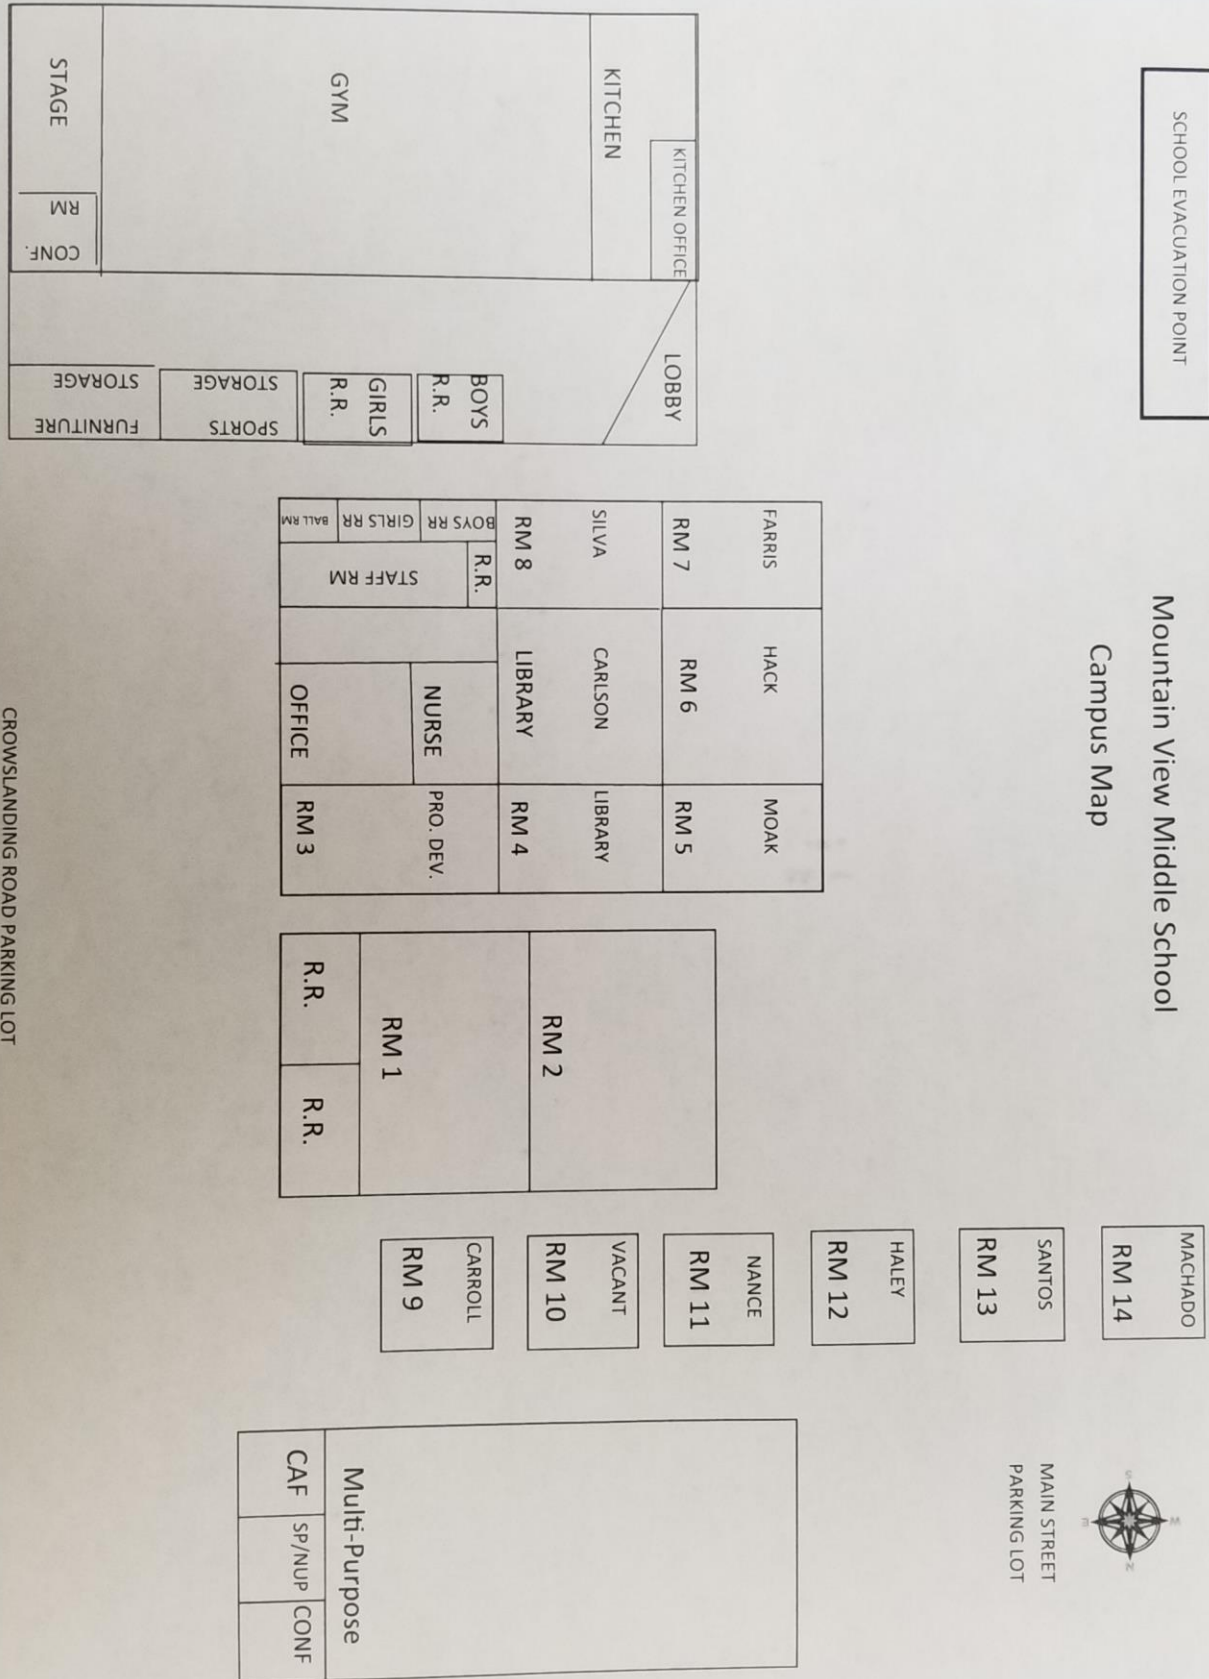 SCHOOL EVACUATION POINT
Mountain View Middle School
Campus Map
MACHADO
RM 14
SANTOS
RM 13
HALEY
RM 12
NANCE
RM 11
VACANT
RM 10
CARROLL
RM 9
MAIN STREET
PARKING LOT
W
N
S
E
KITCHEN OFFICE
KITCHEN
GYM
STAGE
CONF.
RM
LOBBY
BOYS
R.R.
GIRLS
R.R.
SPORTS
STORAGE
FURNITURE
STORAGE
FARRIS
RM 7
HACK
RM 6
MOAK
RM 5
SILVA
RM 8
CARLSON
LIBRARY
LIBRARY
RM 4
BOYS RR
GIRLS RR
BALL RM
R.R.
STAFF RM
NURSE
OFFICE
PRO. DEV.
RM 3
RM 2
RM 1
R.R.
R.R.
Multi-Purpose
CAF
SP/NUP
CONF
CROWSLANDING ROAD PARKING LOT